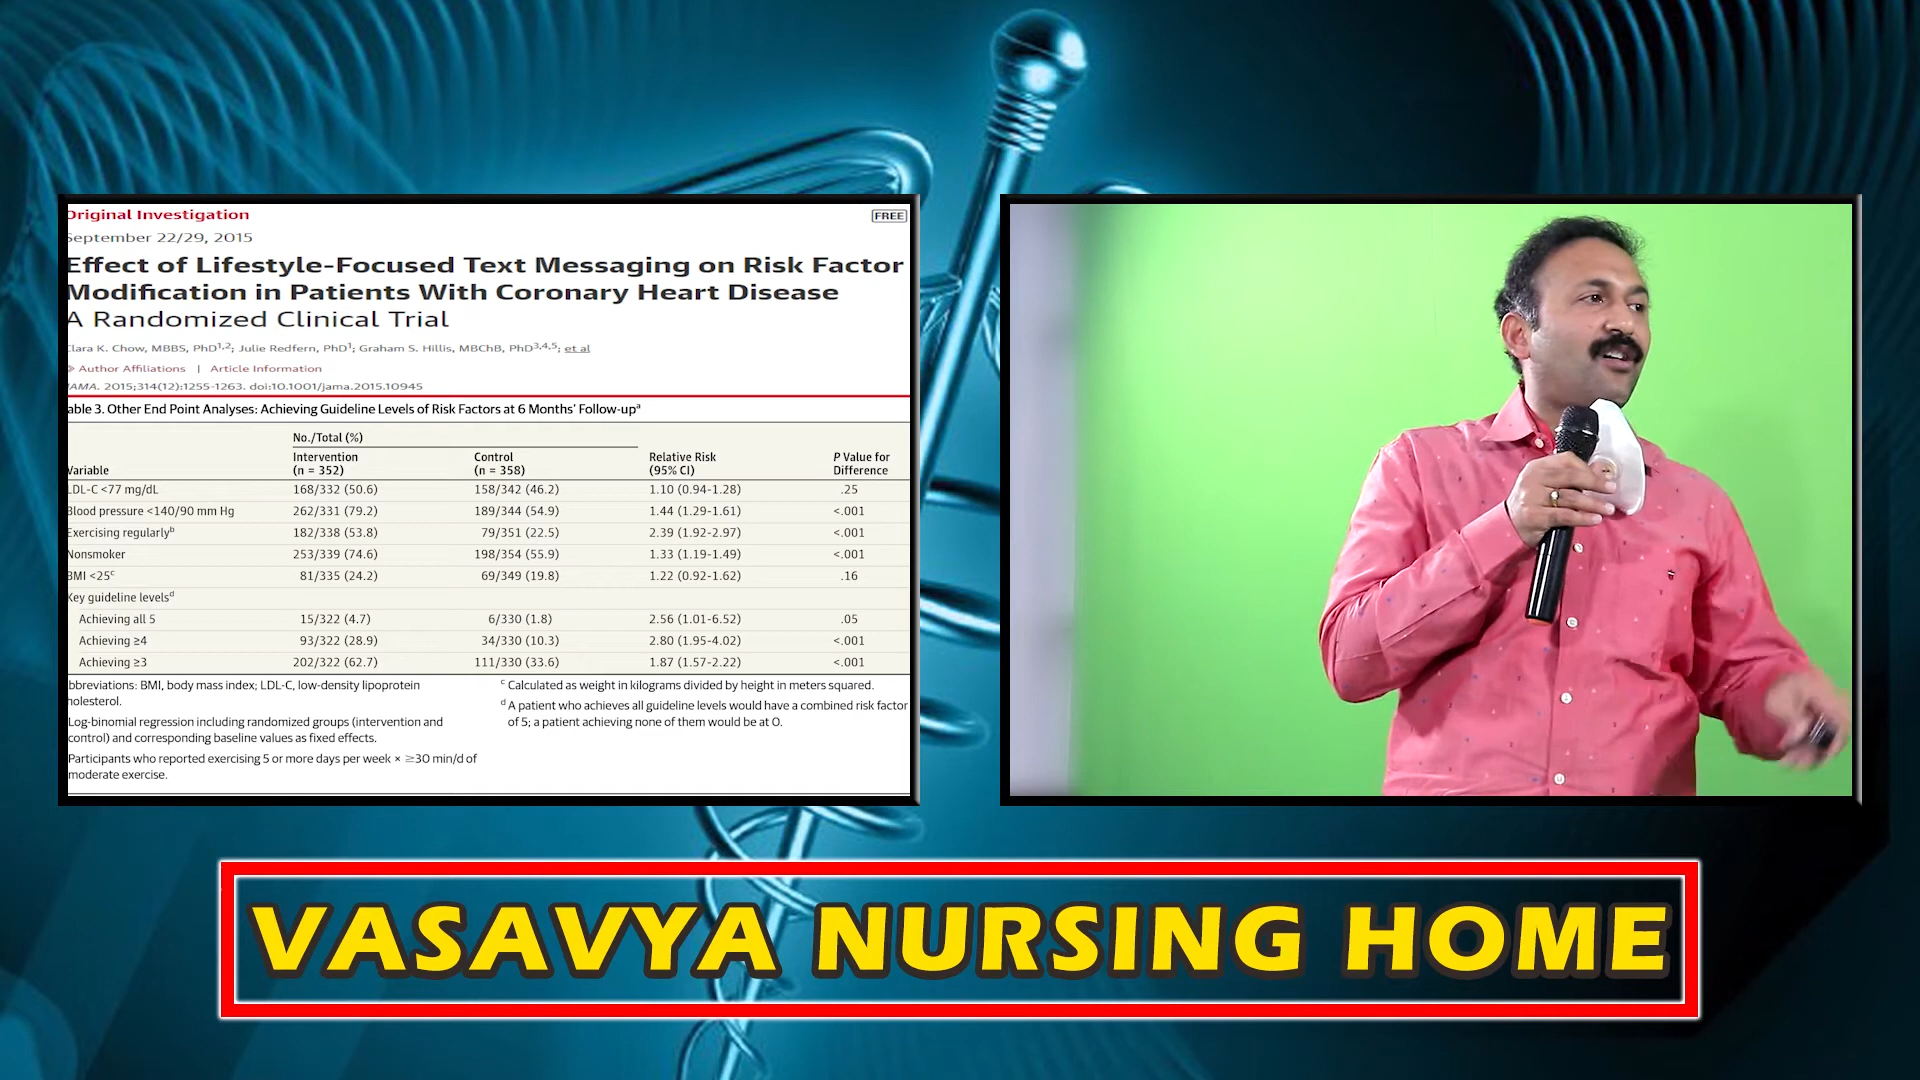 Original Investigation
FREE
September 22/29, 2015
Effect of Lifestyle-Focused Text Messaging on Risk Factor
Modification in Patients With Coronary Heart Disease
A Randomized Clinical Trial
Clara K. Chow, MBBS, PhD1,2; Julie Redfern, PhD1; Graham S. Hillis, MBChB, PhD3,4,5; et al
Author Affiliations | Article Information
JAMA. 2015;314(12):1255-1263. doi:10.1001/jama.2015.10945
able 3. Other End Point Analyses: Achieving Guideline Levels of Risk Factors at 6 Months' Follow-upa
No./Total (%)
Variable Intervention (n = 352) Control (n = 358) Relative Risk (95% CI) P Value for Difference
LDL-C <77 mg/dL 168/332 (50.6) 158/342 (46.2) 1.10 (0.94-1.28) .25
Blood pressure <140/90 mm Hg 262/331 (79.2) 189/344 (54.9) 1.44 (1.29-1.61) <.001
Exercising regularlyb 182/338 (53.8) 79/351 (22.5) 2.39 (1.92-2.97) <.001
Nonsmoker 253/339 (74.6) 198/354 (55.9) 1.33 (1.19-1.49) <.001
BMI <25c 81/335 (24.2) 69/349 (19.8) 1.22 (0.92-1.62) .16
Key guideline levelsd
Achieving all 5 15/322 (4.7) 6/330 (1.8) 2.56 (1.01-6.52) .05
Achieving ≥4 93/322 (28.9) 34/330 (10.3) 2.80 (1.95-4.02) <.001
Achieving ≥3 202/322 (62.7) 111/330 (33.6) 1.87 (1.57-2.22) <.001
bbreviations: BMI, body mass index; LDL-C, low-density lipoprotein
holesterol.
Log-binomial regression including randomized groups (intervention and
control) and corresponding baseline values as fixed effects.
Participants who reported exercising 5 or more days per week × ≥30 min/d of
moderate exercise.
c Calculated as weight in kilograms divided by height in meters squared.
d A patient who achieves all guideline levels would have a combined risk factor
of 5; a patient achieving none of them would be at 0.
VASAVYA NURSING HOME